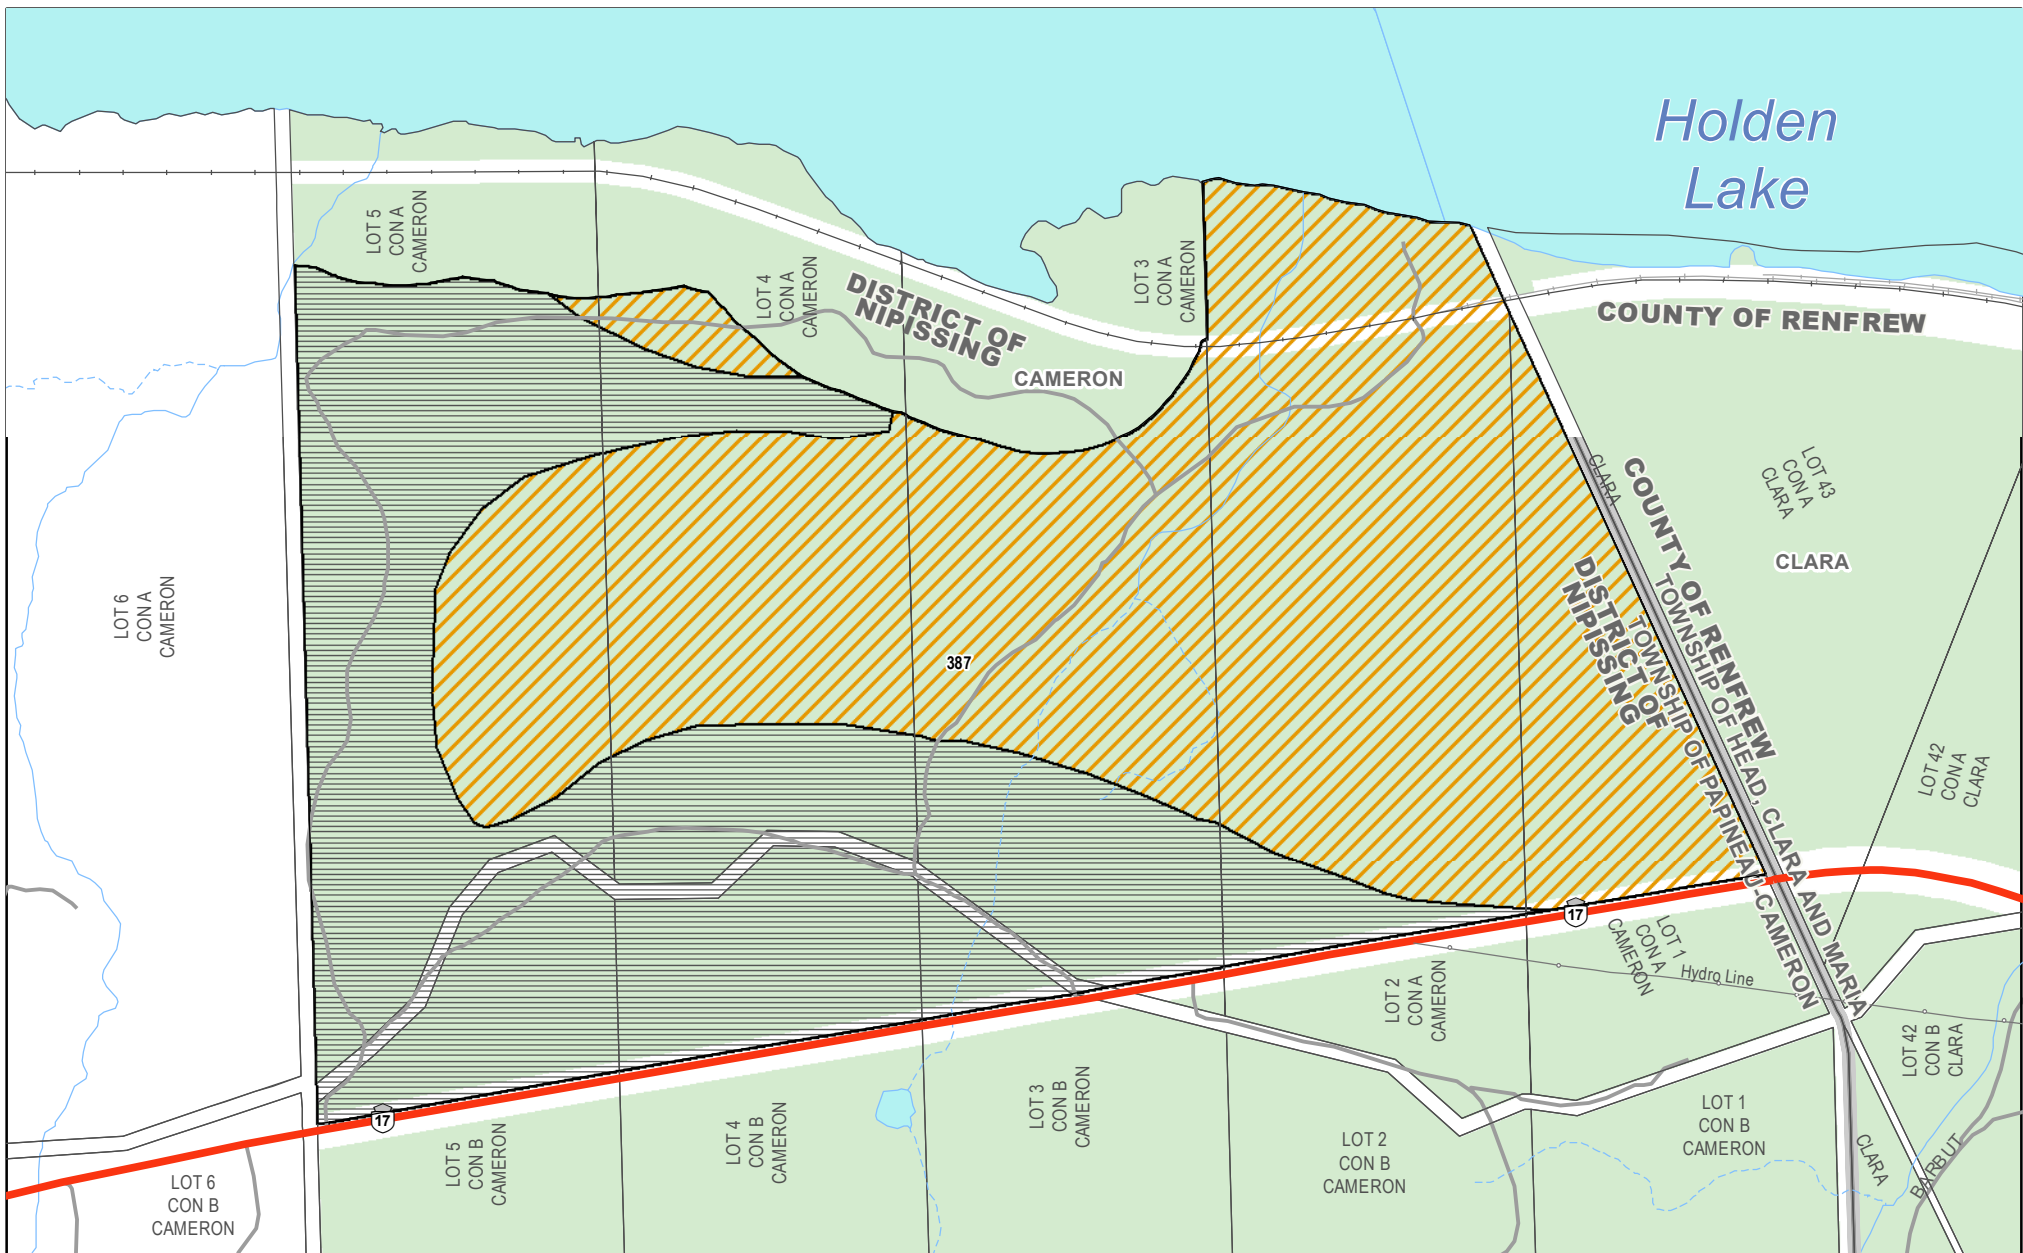 Holden
Lake
LOT 5
CON A
CAMERON
LOT 4
CON A
CAMERON
LOT 3
CON A
CAMERON
DISTRICT OF
NIPISSING
COUNTY OF RENFREW
CAMERON
CLARA
LOT 43
CON A
CLARA
CLARA
COUNTY OF RENFREW
TOWNSHIP OF HEAD, CLARA AND MARIA
DISTRICT OF
NIPISSING
TOWNSHIP OF PAPINEAU-CAMERON
LOT 6
CON A
CAMERON
387
LOT 42
CON A
CLARA
17
LOT 1
CON A
CAMERON
Hydro Line
LOT 2
CON A
CAMERON
LOT 42
CON B
CLARA
17
LOT 6
CON B
CAMERON
LOT 5
CON B
CAMERON
LOT 4
CON B
CAMERON
LOT 3
CON B
CAMERON
LOT 2
CON B
CAMERON
LOT 1
CON B
CAMERON
CLARA
BARBUT